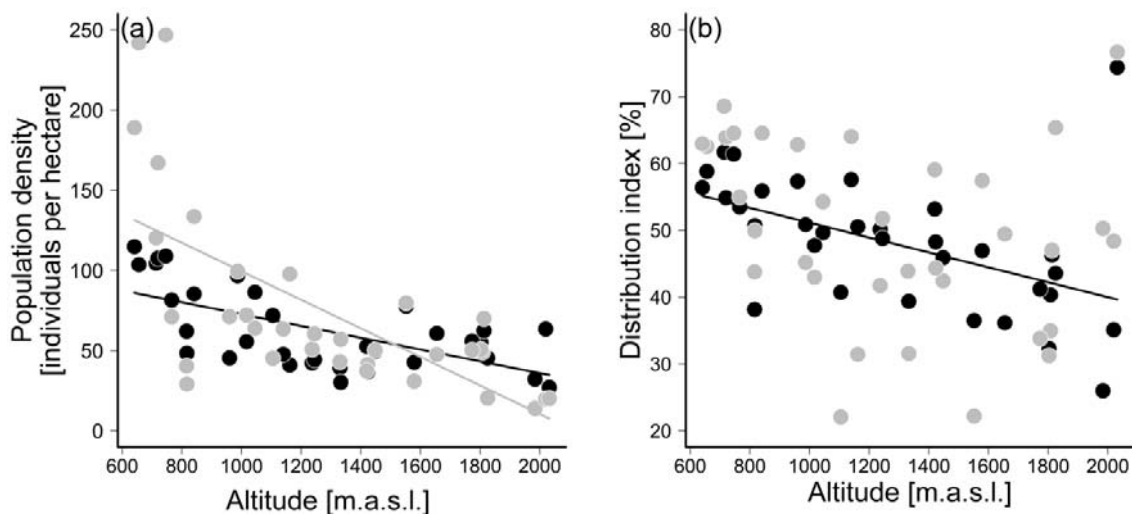 (a)
Population density
[individuals per hectare]
250
200
150
100
50
0
600 800 1000 1200 1400 1600 1800 2000
Altitude [m.a.s.l.]
(b)
Distribution index [%]
80
70
60
50
40
30
20
600 800 1000 1200 1400 1600 1800 2000
Altitude [m.a.s.l.]